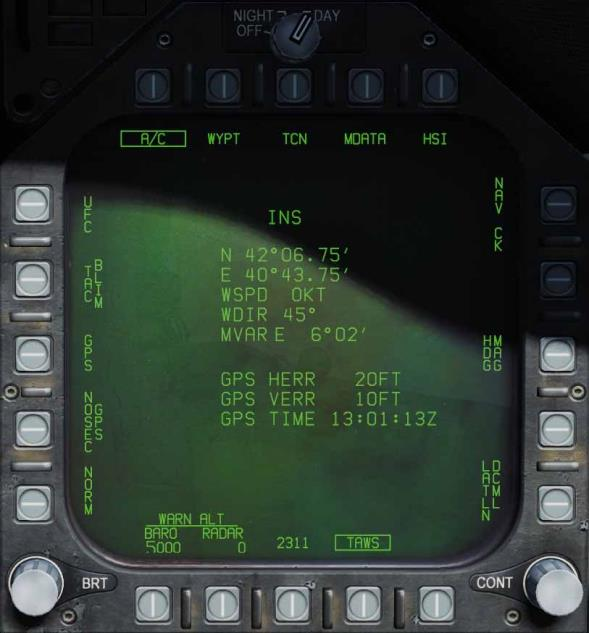 NIGHT DAY
OFF
A/C WYPT TCN MDATA HSI
UFC
NAV CK
INS
N 42°06.75′
E 40°43.75′
TAC BLIM
WSPD 0KT
WDIR 45°
MVAR E 6°02′
GPS
HDG MAG
GPS HERR 20FT
GPS VERR 10FT
GPS TIME 13:01:13Z
NOSEC GPS
NORM
LATLN DCML
WARN ALT
BARO RADAR
5000 0 2311 TAWS
BRT CONT